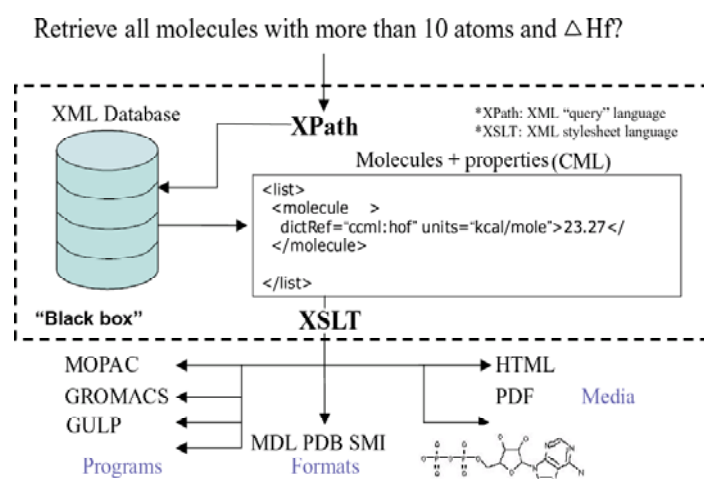 Retrieve all molecules with more than 10 atoms and △Hf?
XML Database
XPath
*XPath: XML “query” language
*XSLT: XML stylesheet language
Molecules + properties (CML)
<list>
<molecule >
dictRef=“ccml:hof” units=“kcal/mole”>23.27</
</molecule>
</list>
“Black box”
XSLT
MOPAC
HTML
GROMACS
PDF
Media
GULP
MDL PDB SMI
Programs
Formats